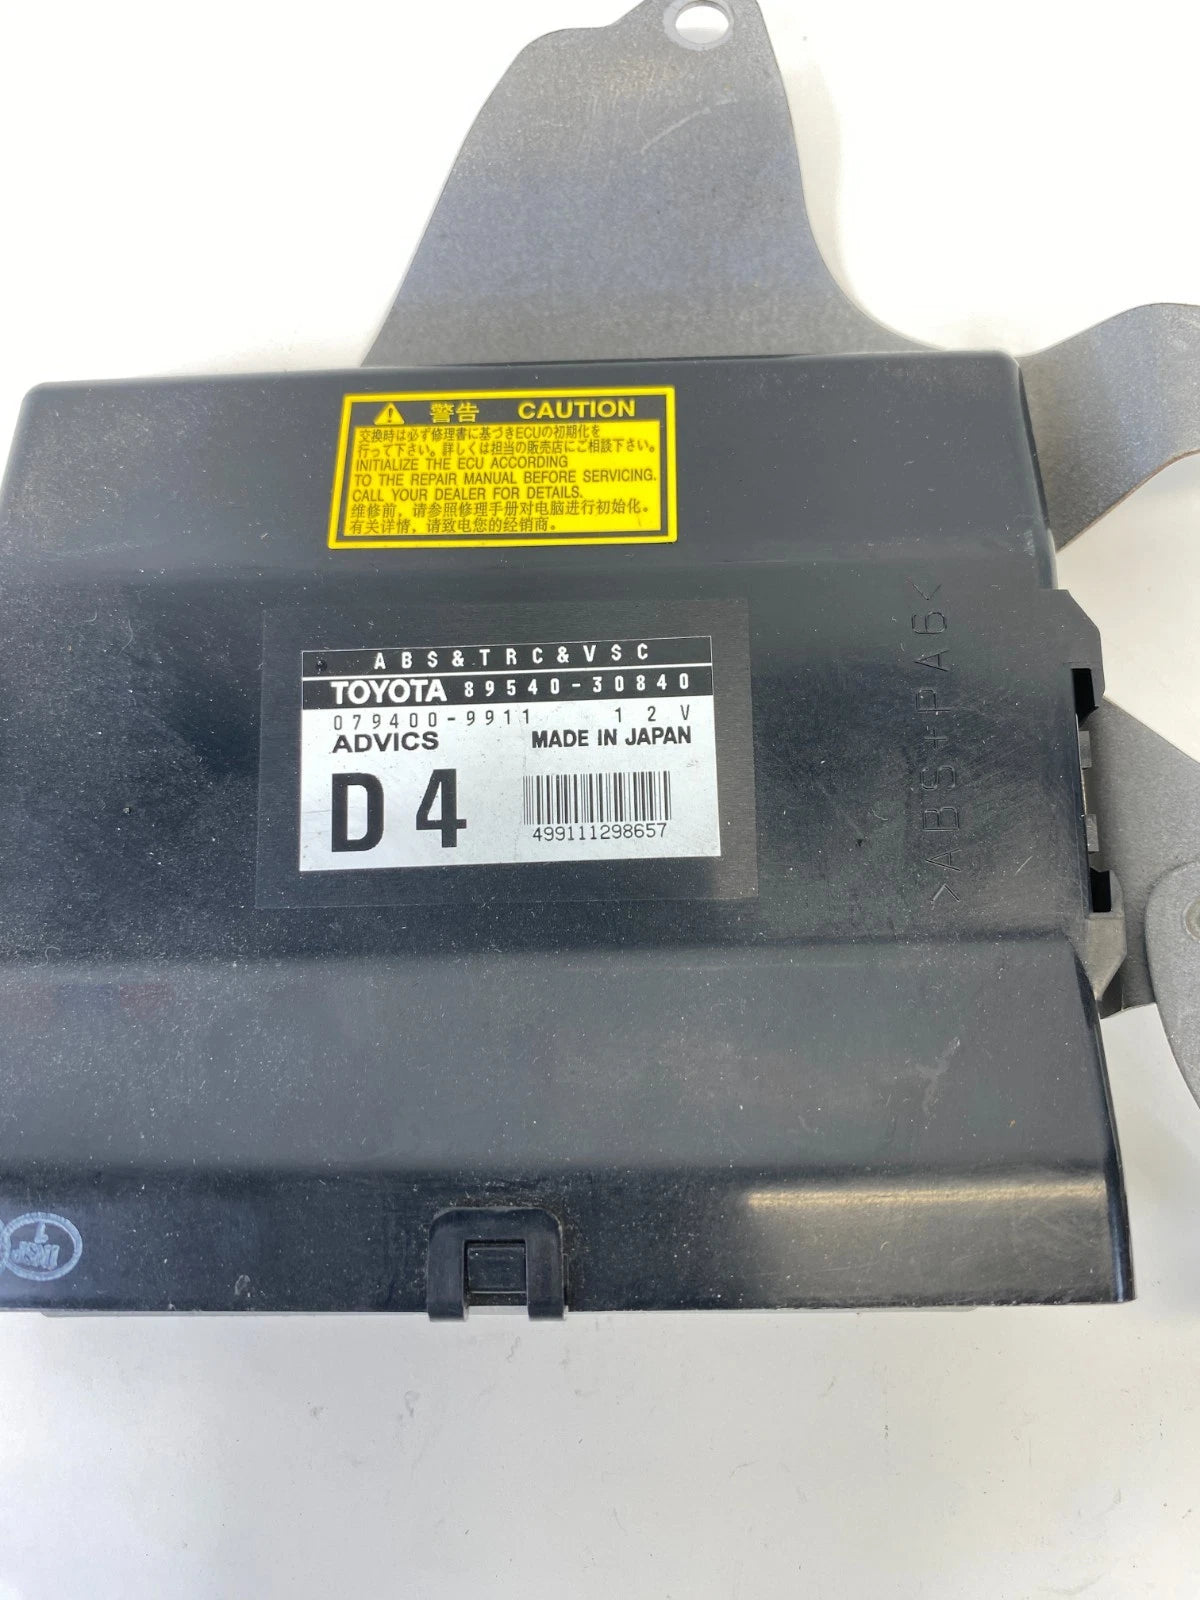 警告 CAUTION
交換時は必ず修理書に基づきECUの初期化を
行って下さい。詳しくは担当の販売店にご相談下さい。
INITIALIZE THE ECU ACCORDING
TO THE REPAIR MANUAL BEFORE SERVICING.
CALL YOUR DEALER FOR DETAILS.
维修前，请参照修理手册对电脑进行初始化。
有关详情，请致电您的经销商。
ABS&TRC&VSC
TOYOTA 89540-30840
079400-9911 12V
ADVICS MADE IN JAPAN
D4
499111298657
>ABS+PA6<